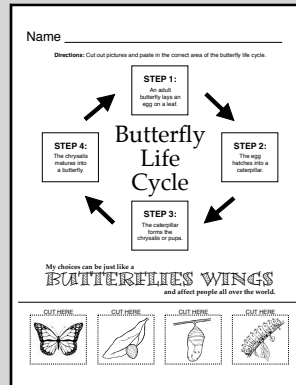 Name
Directions: Cut out pictures and paste in the correct area of the butterfly life cycle.
STEP 1:
An adult
butterfly lays an
egg on a leaf.
STEP 4:
The chrysalis
matures into
a butterfly.
Butterfly
Life
Cycle
STEP 2:
The egg
hatches into a
caterpillar.
STEP 3:
The caterpillar
forms the
chrysalis or pupa.
My choices can be just like a
BUTTERFLIES WINGS
and affect people all over the world.
CUT HERE
CUT HERE
CUT HERE
CUT HERE